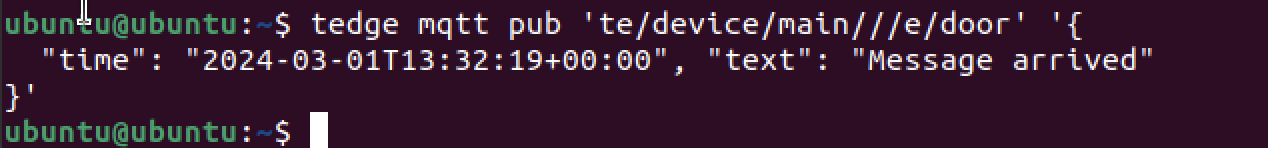 ubuntu@ubuntu:~$ tedge mqtt pub 'te/device/main///e/door' '{
  "time": "2024-03-01T13:32:19+00:00", "text": "Message arrived"
}'
ubuntu@ubuntu:~$